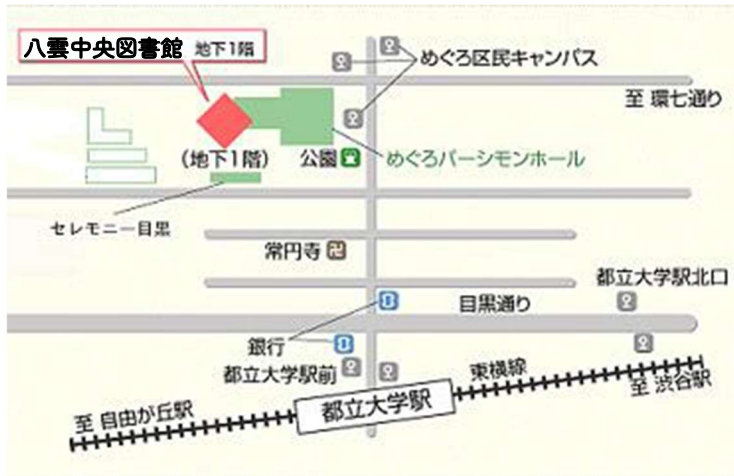 八雲中央図書館 地下1階
めぐろ区民キャンパス
至 環七通り
(地下1階)
公園
めぐろパーシモンホール
セレモニー目黒
常円寺
都立大学駅北口
目黒通り
銀行
都立大学駅前
東横線
至 渋谷駅
都立大学駅
至 自由が丘駅